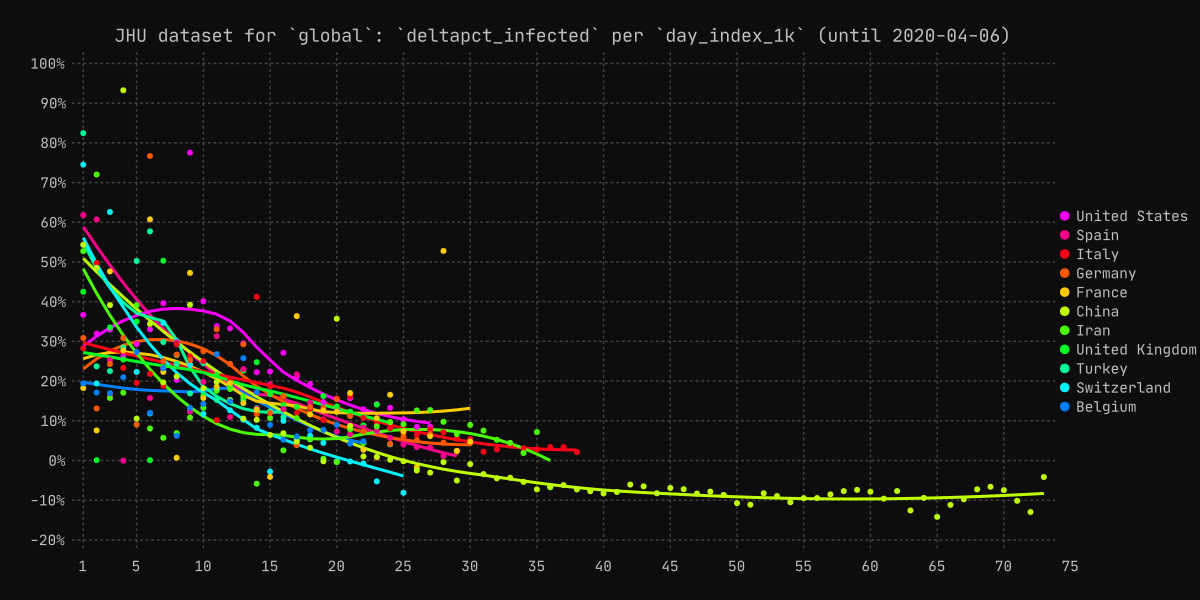 JHU dataset for `global`: `deltapct_infected` per `day_index_1k` (until 2020-04-06)
100%
90%
80%
70%
60%
50%
40%
30%
20%
10%
0%
-10%
-20%
1 5 10 15 20 25 30 35 40 45 50 55 60 65 70 75
United States
Spain
Italy
Germany
France
China
Iran
United Kingdom
Turkey
Switzerland
Belgium